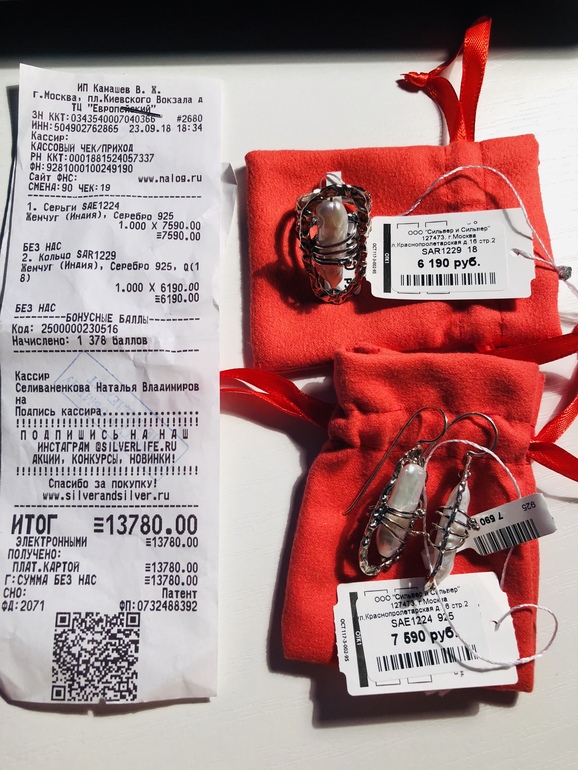 ИП Канашев В. Ж.
г.Москва, пл.Киевского Вокзала д
ТЦ "Европейский"
ЗН ККТ:0343540007040366 #2680
ИНН:504902762865 23.09.18 18:34
Кассир:
КАССОВЫЙ ЧЕК/ПРИХОД
РН ККТ:0001881524057337
ФН:9281000100249190
Сайт ФНС: www.nalog.ru
СМЕНА:90 ЧЕК:19
1. Серьги SAE1224
Жемчуг (Индия), Серебро 925
1.000 X 7590.00
≡7590.00
БЕЗ НДС
2. Кольцо SAR1229
Жемчуг (Индия), Серебро 925, Q(1
8)
1.000 X 6190.00
≡6190.00
БЕЗ НДС
БОНУСНЫЕ БАЛЛЫ
Код: 2500000230516
Начислено: 1 378 баллов
Кассир
Селиваненкова Наталья Владимиров
на
Подпись кассира......................
!!!!!!!!!!!!!!!!!!!!!!!!!!!!!!!!
П О Д П И Ш И С Ь Н А Н А Ш
ИНСТАГРАМ @SILVERLIFE.RU
АКЦИИ, КОНКУРСЫ, НОВИНКИ!
!!!!!!!!!!!!!!!!!!!!!!!!!!!!!!!!
Спасибо за покупку!
www.silverandsilver.ru
ИТОГ ≡13780.00
ЭЛЕКТРОННЫМИ ≡13780.00
ПОЛУЧЕНО:
ПЛАТ.КАРТОЙ ≡13780.00
Г:СУММА БЕЗ НДС ≡13780.00
СНО: Патент
ФД:2071 ФП:0732488392
ООО "Сильвер и Сильвер"
127473, г.Москва
ул.Краснопролетарская д.16 стр.2
SAR1229 18
6 190 руб.
925
7 590
ООО "Сильвер и Сильвер"
127473, г.Москва
ул.Краснопролетарская д.16 стр.2
SAE1224 925
7 590 руб.